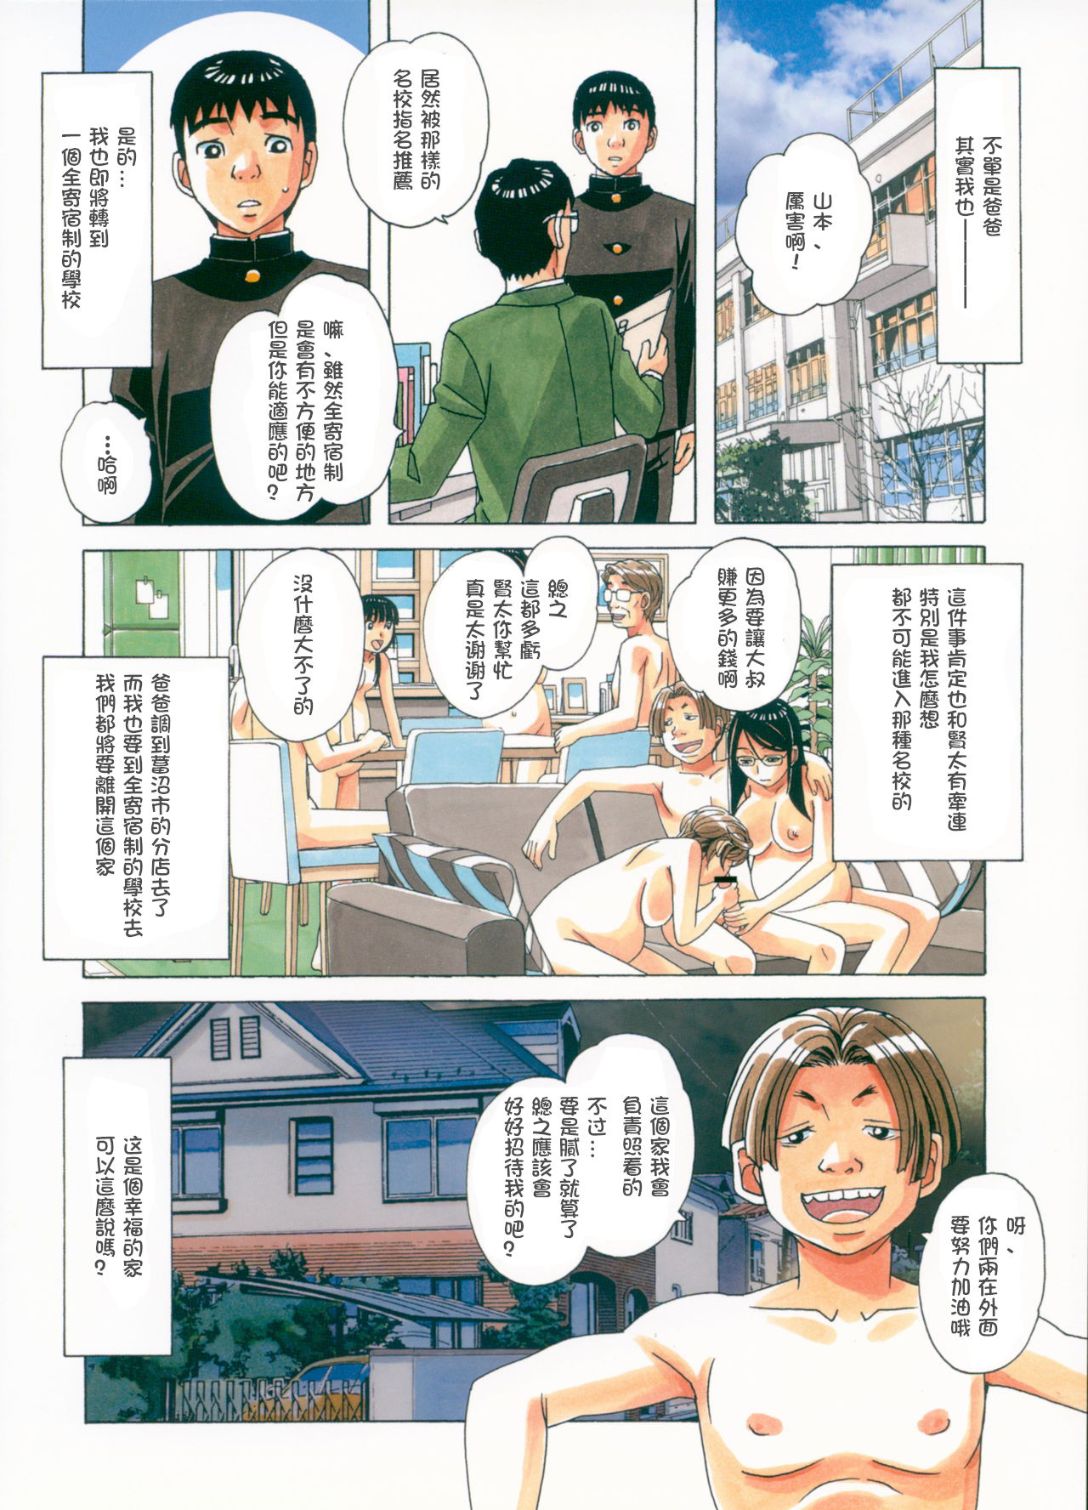 不單是爸爸
其實我也————
山本、
厲害啊！
居然被那樣的
名校指名推薦
嘛、雖然全寄宿制
是會有不方便的地方
但是你能適應的吧？
是的…
我也即將轉到
一個全寄宿制的學校
…哈啊
這件事肯定也和賢太有牽連
特別是我怎麼想
都不可能進入那種名校的
因為要讓大叔
賺更多的錢啊
總之
這都多虧
賢太你幫忙
真是太謝謝了
沒什麼大不了的
爸爸調到菖沼市的分店去了
而我也要到全寄宿制的學校去
我們都將要離開這個家
呀、
你們兩在外面
要努力加油哦
這個家我會
負責照看的
不过…
要是膩了就算了
總之應該會
好好招待我的吧？
这是個幸福的家
可以這麼說嗎？